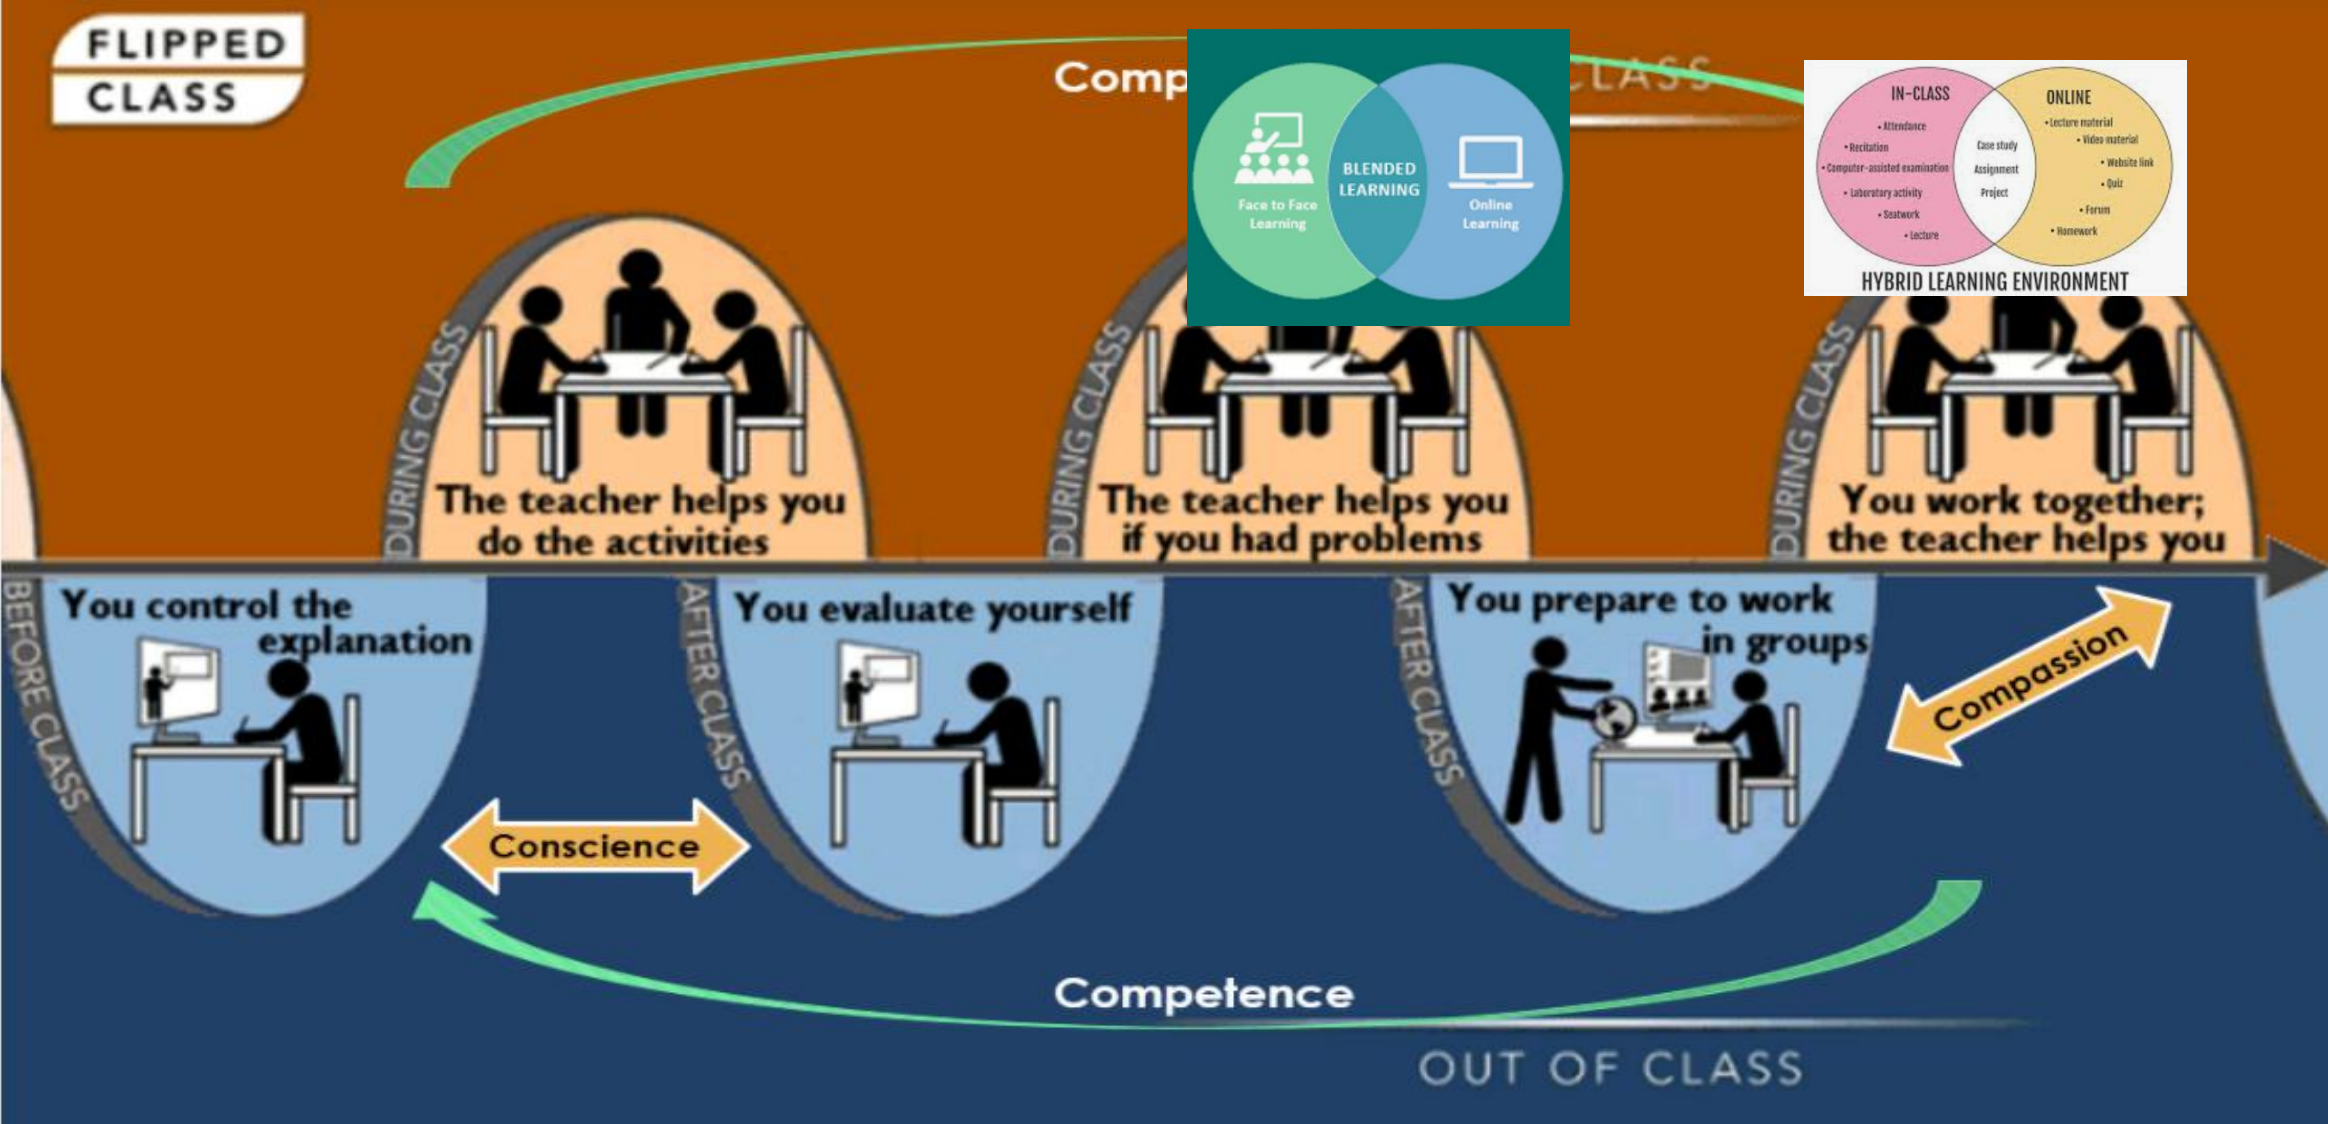 FLIPPED
CLASS
Comp
CLASS
Face to Face
Learning
BLENDED
LEARNING
Online
Learning
IN-CLASS
• Attendance
• Recitation
• Computer-assisted examination
• Laboratory activity
• Seatwork
• Lecture
Case study
Assignment
Project
ONLINE
• Lecture material
• Video material
• Website link
• Quiz
• Forum
• Homework
HYBRID LEARNING ENVIRONMENT
DURING CLASS
The teacher helps you
do the activities
DURING CLASS
The teacher helps you
if you had problems
DURING CLASS
You work together;
the teacher helps you
BEFORE CLASS
You control the
explanation
AFTER CLASS
You evaluate yourself
AFTER CLASS
You prepare to work
in groups
Compassion
Conscience
Competence
OUT OF CLASS